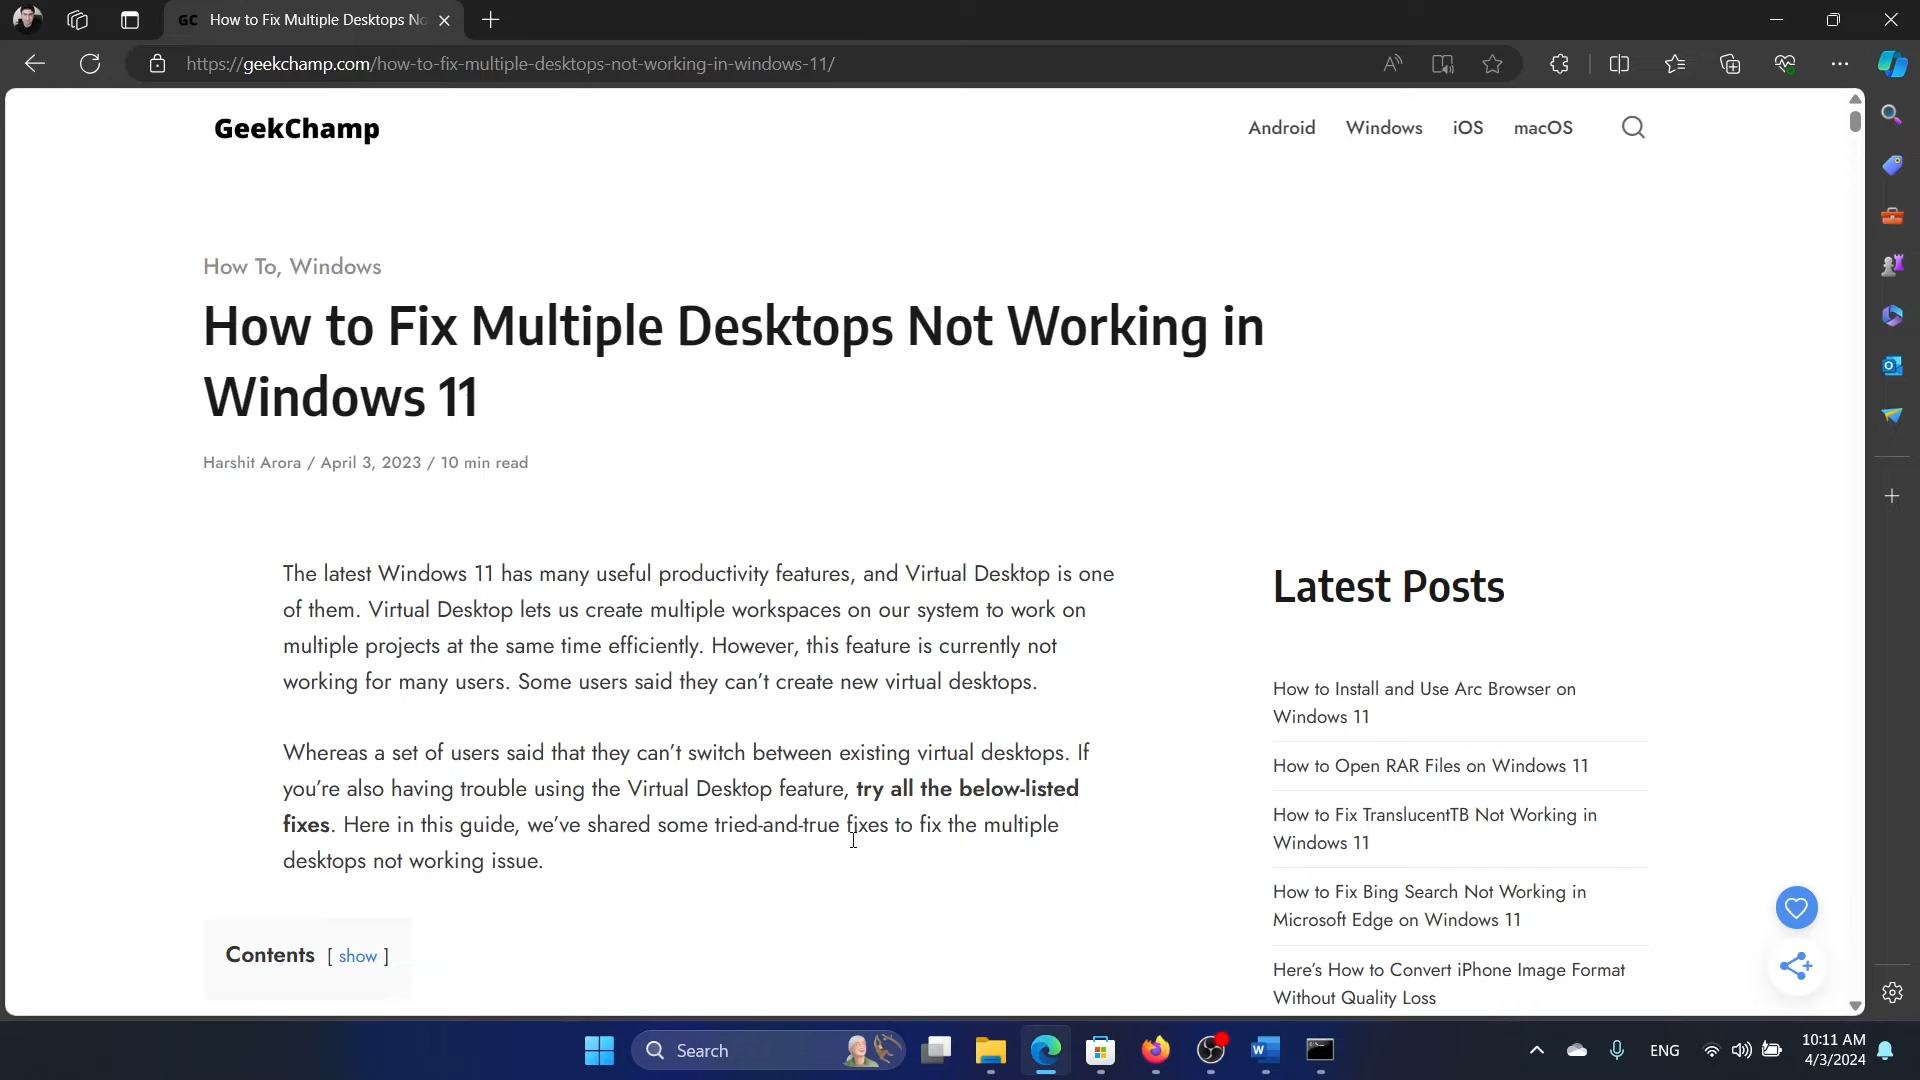 GC How to Fix Multiple Desktops No
https://geekchamp.com/how-to-fix-multiple-desktops-not-working-in-windows-11/
GeekChamp
Android Windows iOS macOS
How To, Windows
How to Fix Multiple Desktops Not Working in
Windows 11
Harshit Arora / April 3, 2023 / 10 min read
The latest Windows 11 has many useful productivity features, and Virtual Desktop is one
of them. Virtual Desktop lets us create multiple workspaces on our system to work on
multiple projects at the same time efficiently. However, this feature is currently not
working for many users. Some users said they can’t create new virtual desktops.
Whereas a set of users said that they can’t switch between existing virtual desktops. If
you’re also having trouble using the Virtual Desktop feature, try all the below-listed
fixes. Here in this guide, we’ve shared some tried-and-true fixes to fix the multiple
desktops not working issue.
Contents [ show ]
Latest Posts
How to Install and Use Arc Browser on
Windows 11
How to Open RAR Files on Windows 11
How to Fix TranslucentTB Not Working in
Windows 11
How to Fix Bing Search Not Working in
Microsoft Edge on Windows 11
Here’s How to Convert iPhone Image Format
Without Quality Loss
Search
ENG
10:11 AM
4/3/2024